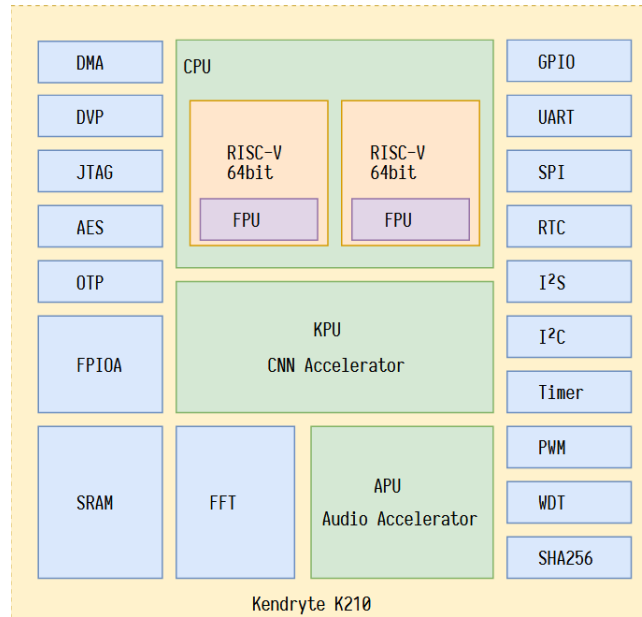 DMA
DVP
JTAG
AES
OTP
FPIOA
SRAM
CPU
RISC-V
64bit
FPU
RISC-V
64bit
FPU
KPU
CNN Accelerator
FFT
APU
Audio Accelerator
GPIO
UART
SPI
RTC
I²S
I²C
Timer
PWM
WDT
SHA256
Kendryte K210